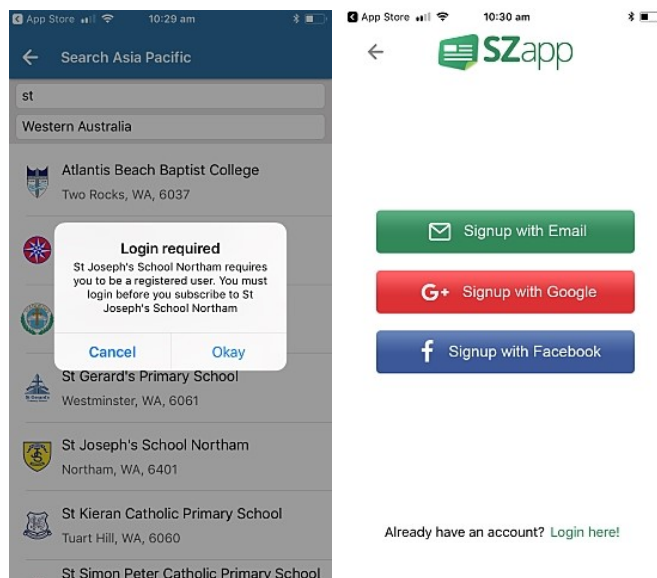 App Store
10:29 am
Search Asia Pacific
st
Western Australia
Atlantis Beach Baptist College
Two Rocks, WA, 6037
Login required
St Joseph's School Northam requires
you to be a registered user. You must
login before you subscribe to St
Joseph's School Northam
Cancel
Okay
St Gerard's Primary School
Westminster, WA, 6061
St Joseph's School Northam
Northam, WA, 6401
St Kieran Catholic Primary School
Tuart Hill, WA, 6060
St Simon Peter Catholic Primary School
App Store
10:30 am
SZapp
Signup with Email
G+ Signup with Google
f Signup with Facebook
Already have an account? Login here!